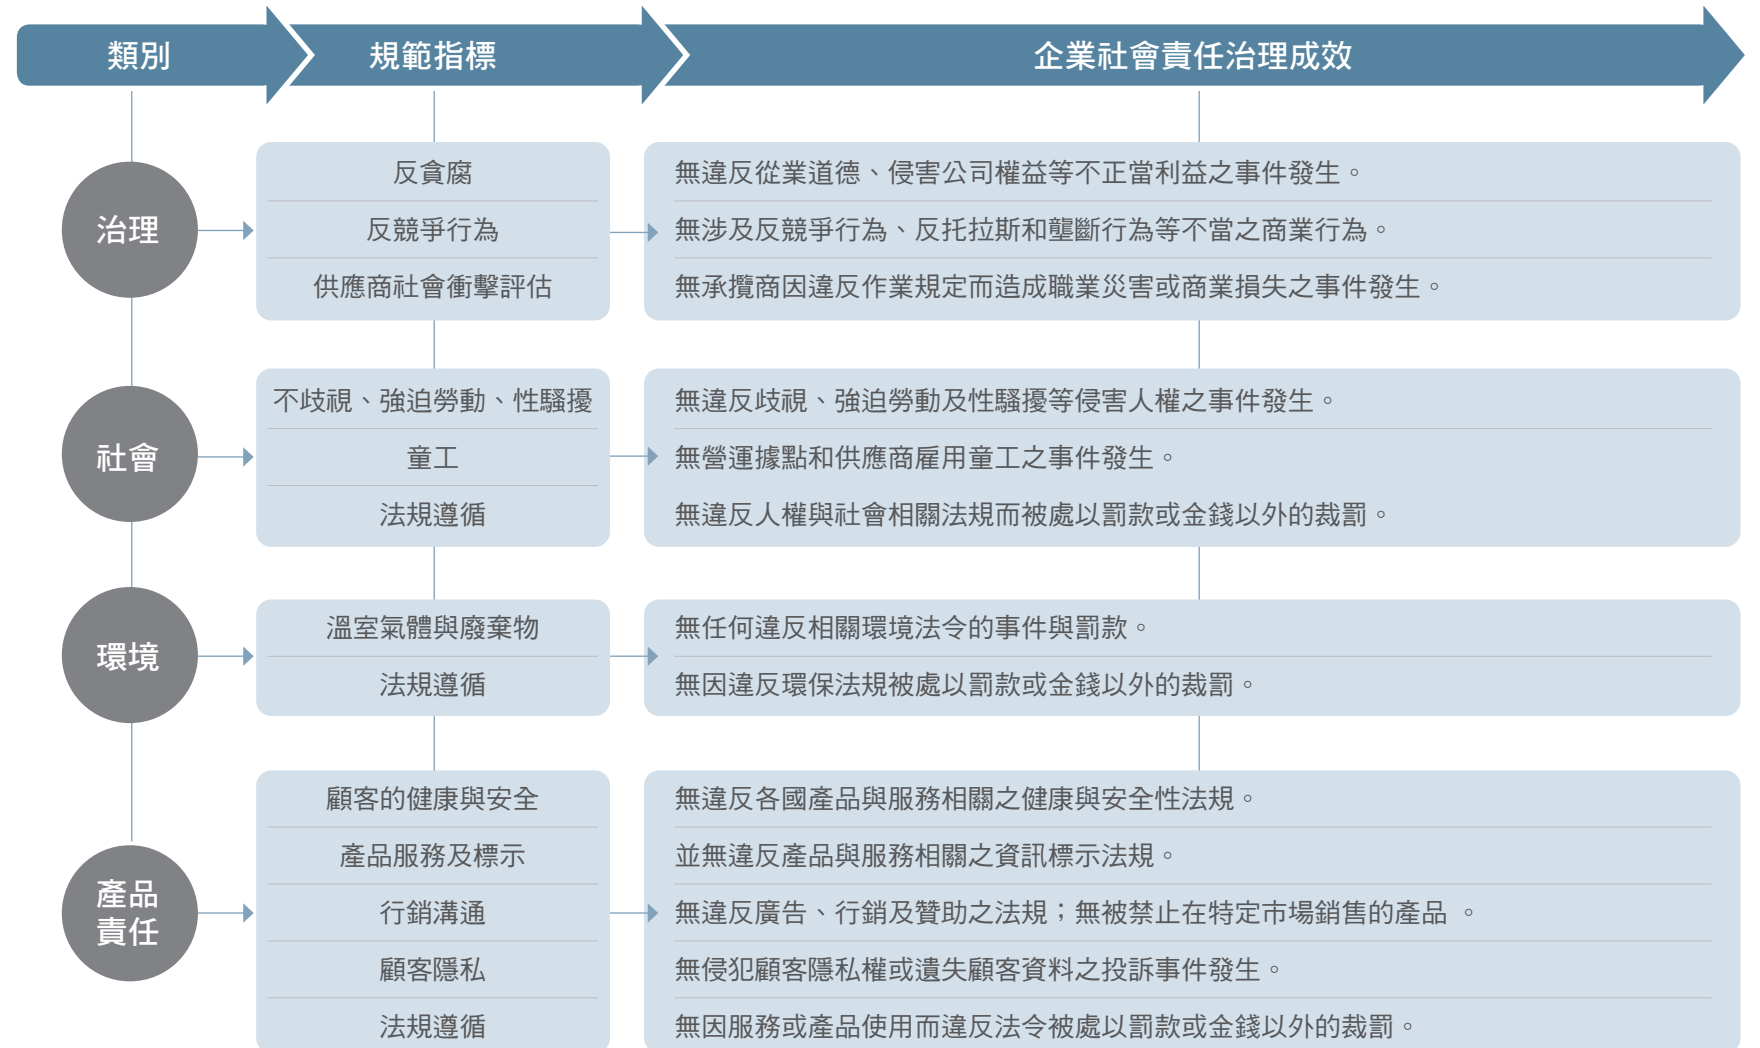 類別
規範指標
企業社會責任治理成效
治理
反貪腐
無違反從業道德、侵害公司權益等不正當利益之事件發生。
反競爭行為
無涉及反競爭行為、反托拉斯和壟斷行為等不當之商業行為。
供應商社會衝擊評估
無承攬商因違反作業規定而造成職業災害或商業損失之事件發生。
社會
不歧視、強迫勞動、性騷擾
無違反歧視、強迫勞動及性騷擾等侵害人權之事件發生。
童工
無營運據點和供應商雇用童工之事件發生。
法規遵循
無違反人權與社會相關法規而被處以罰款或金錢以外的裁罰。
環境
溫室氣體與廢棄物
無任何違反相關環境法令的事件與罰款。
法規遵循
無因違反環保法規被處以罰款或金錢以外的裁罰。
產品
責任
顧客的健康與安全
無違反各國產品與服務相關之健康與安全性法規。
產品服務及標示
並無違反產品與服務相關之資訊標示法規。
行銷溝通
無違反廣告、行銷及贊助之法規；無被禁止在特定市場銷售的產品 。
顧客隱私
無侵犯顧客隱私權或遺失顧客資料之投訴事件發生。
法規遵循
無因服務或產品使用而違反法令被處以罰款或金錢以外的裁罰。